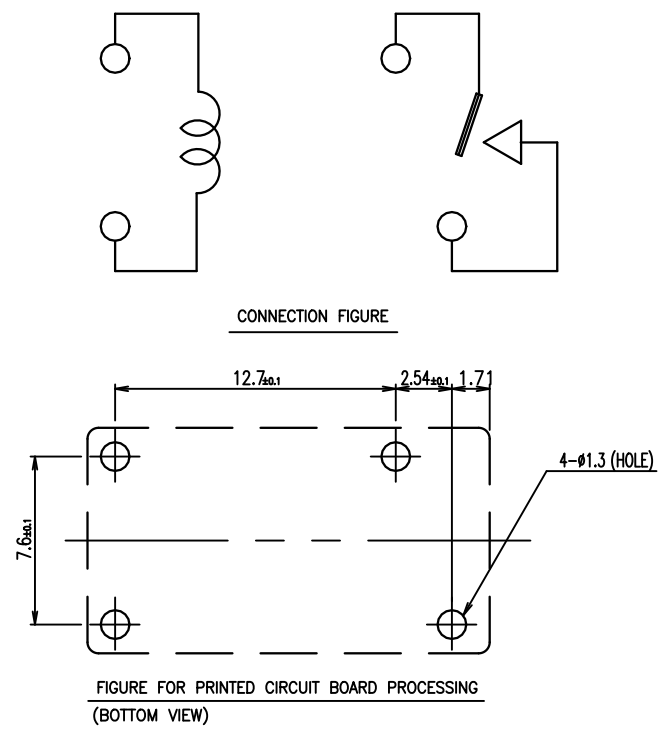 CONNECTION FIGURE
12.7±0.1
2.54±0.1
1.71
4-ø1.3 (HOLE)
7.6±0.1
FIGURE FOR PRINTED CIRCUIT BOARD PROCESSING
(BOTTOM VIEW)